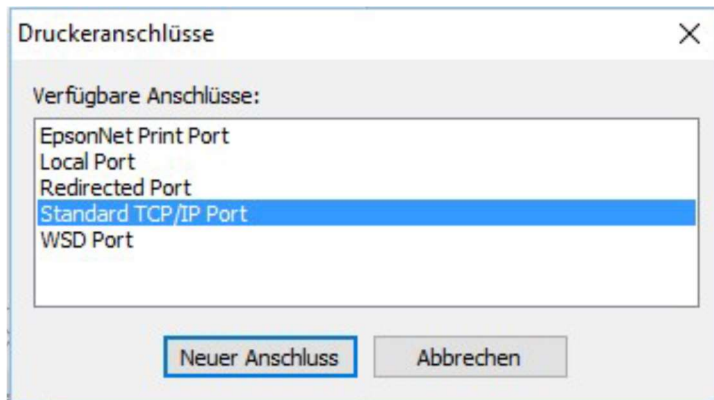 Druckeranschlüsse
Verfügbare Anschlüsse:
EpsonNet Print Port
Local Port
Redirected Port
Standard TCP/IP Port
WSD Port
Neuer Anschluss Abbrechen